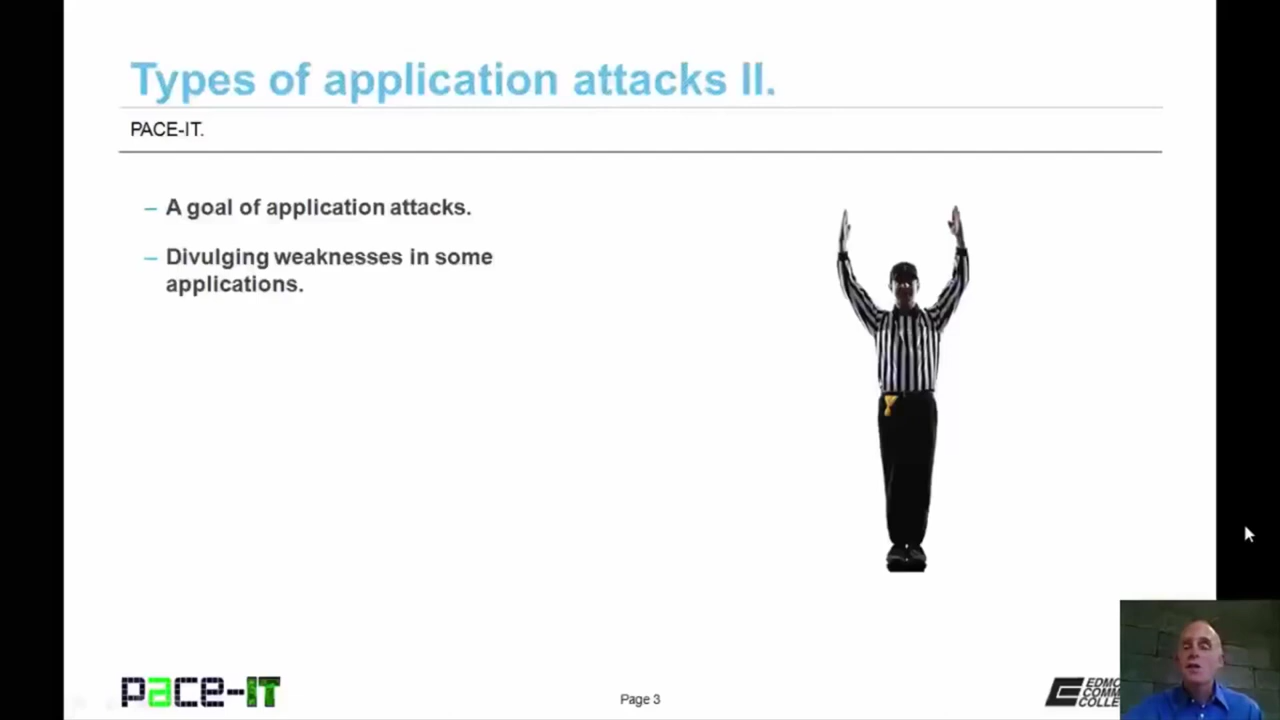 Types of application attacks II.
PACE-IT.
– A goal of application attacks.
– Divulging weaknesses in some
applications.
pace-IT
Page 3